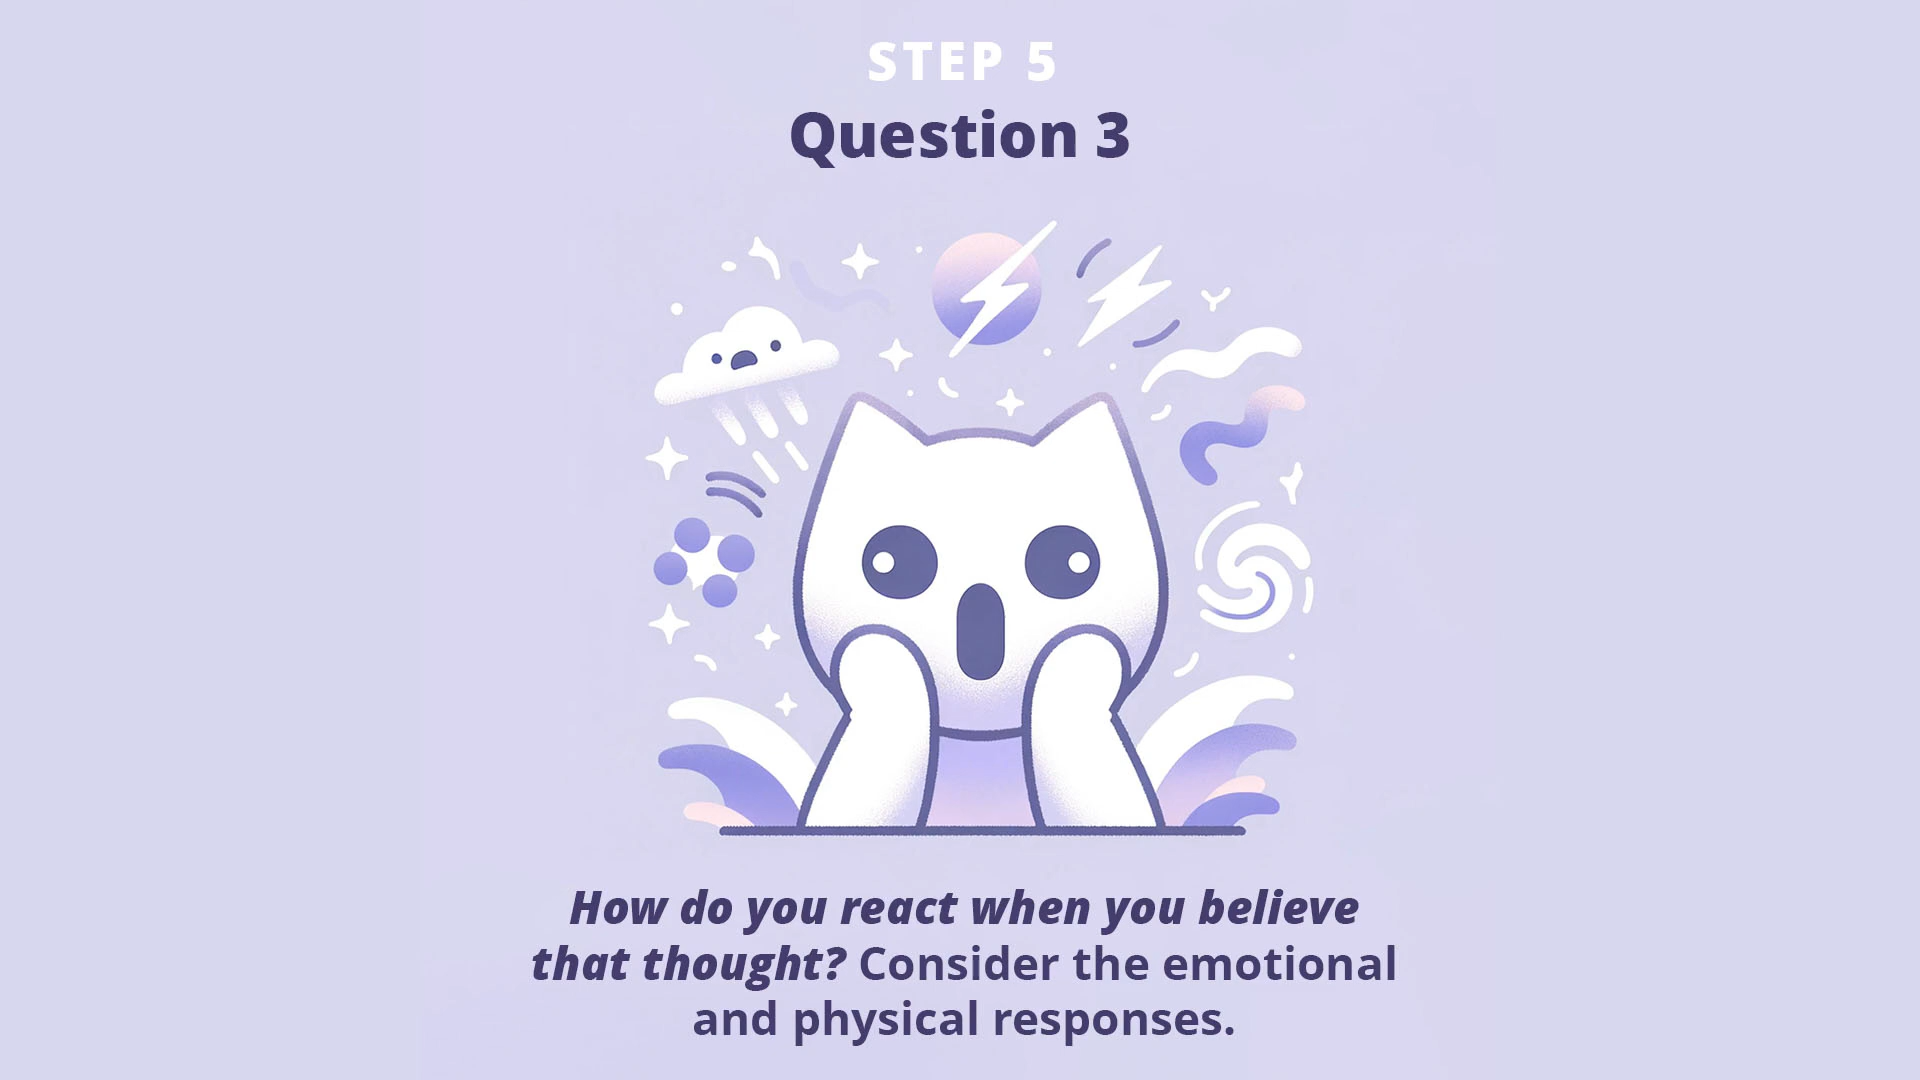 STEP 5
Question 3
How do you react when you believe
that thought? Consider the emotional
and physical responses.